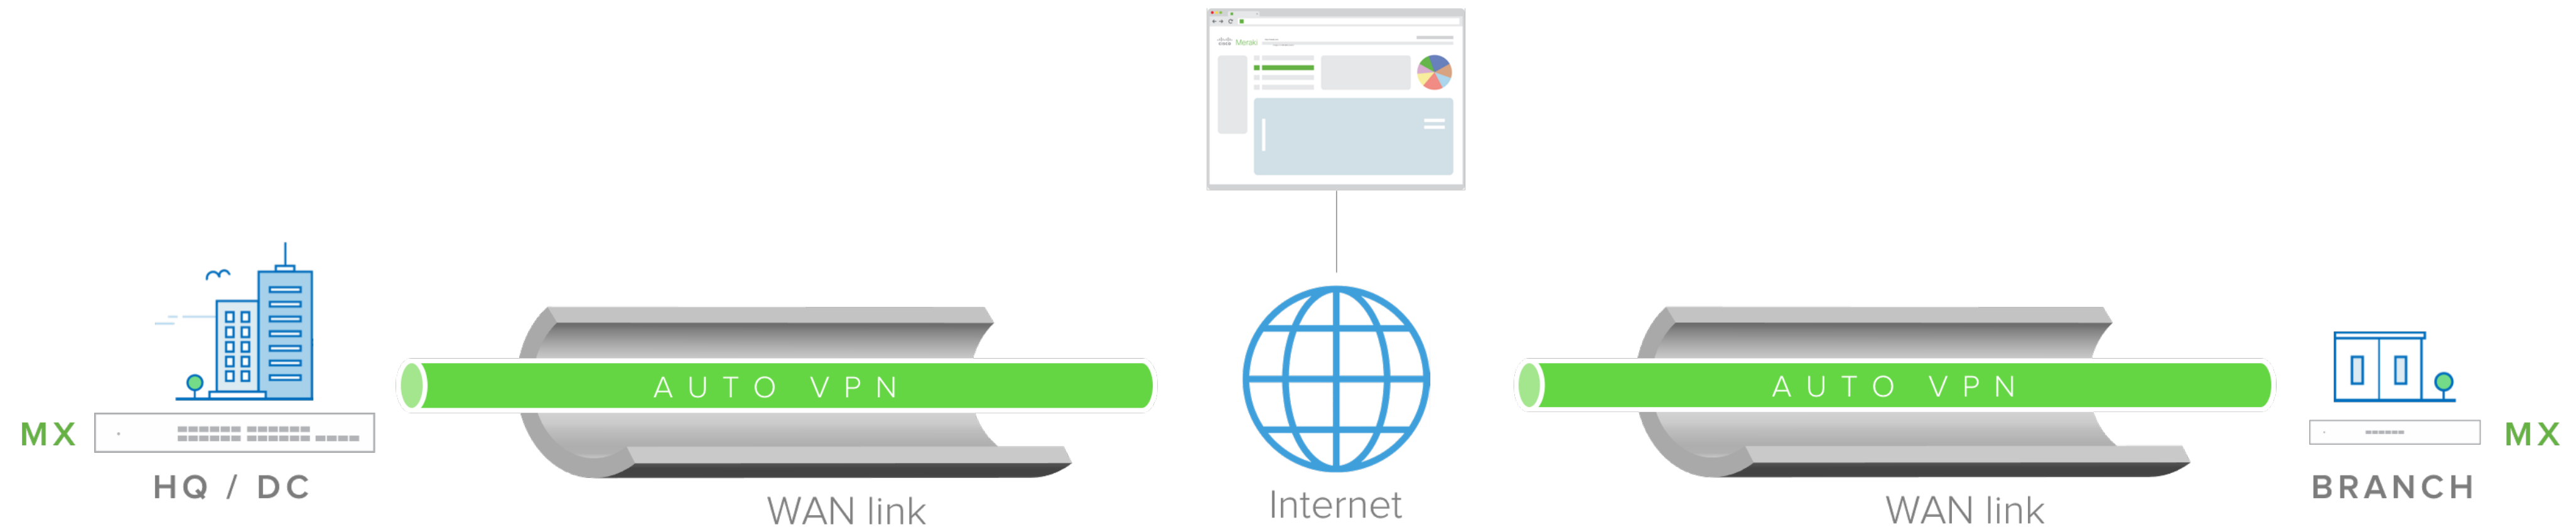 Meraki
AUTO VPN
AUTO VPN
MX
MX
HQ / DC
BRANCH
WAN link
Internet
WAN link